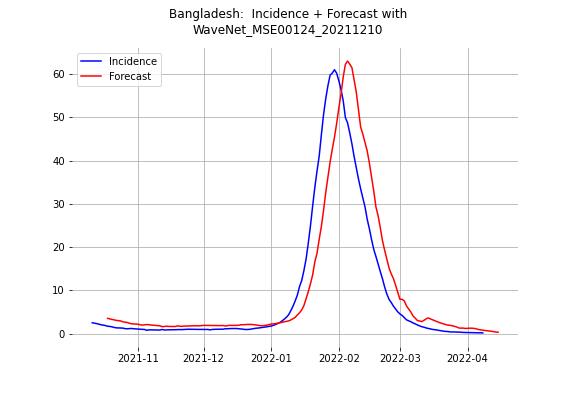 Bangladesh:  Incidence + Forecast with
WaveNet_MSE00124_20211210
Incidence
Forecast
60
50
40
30
20
10
0
2021-11 2021-12 2022-01 2022-02 2022-03 2022-04